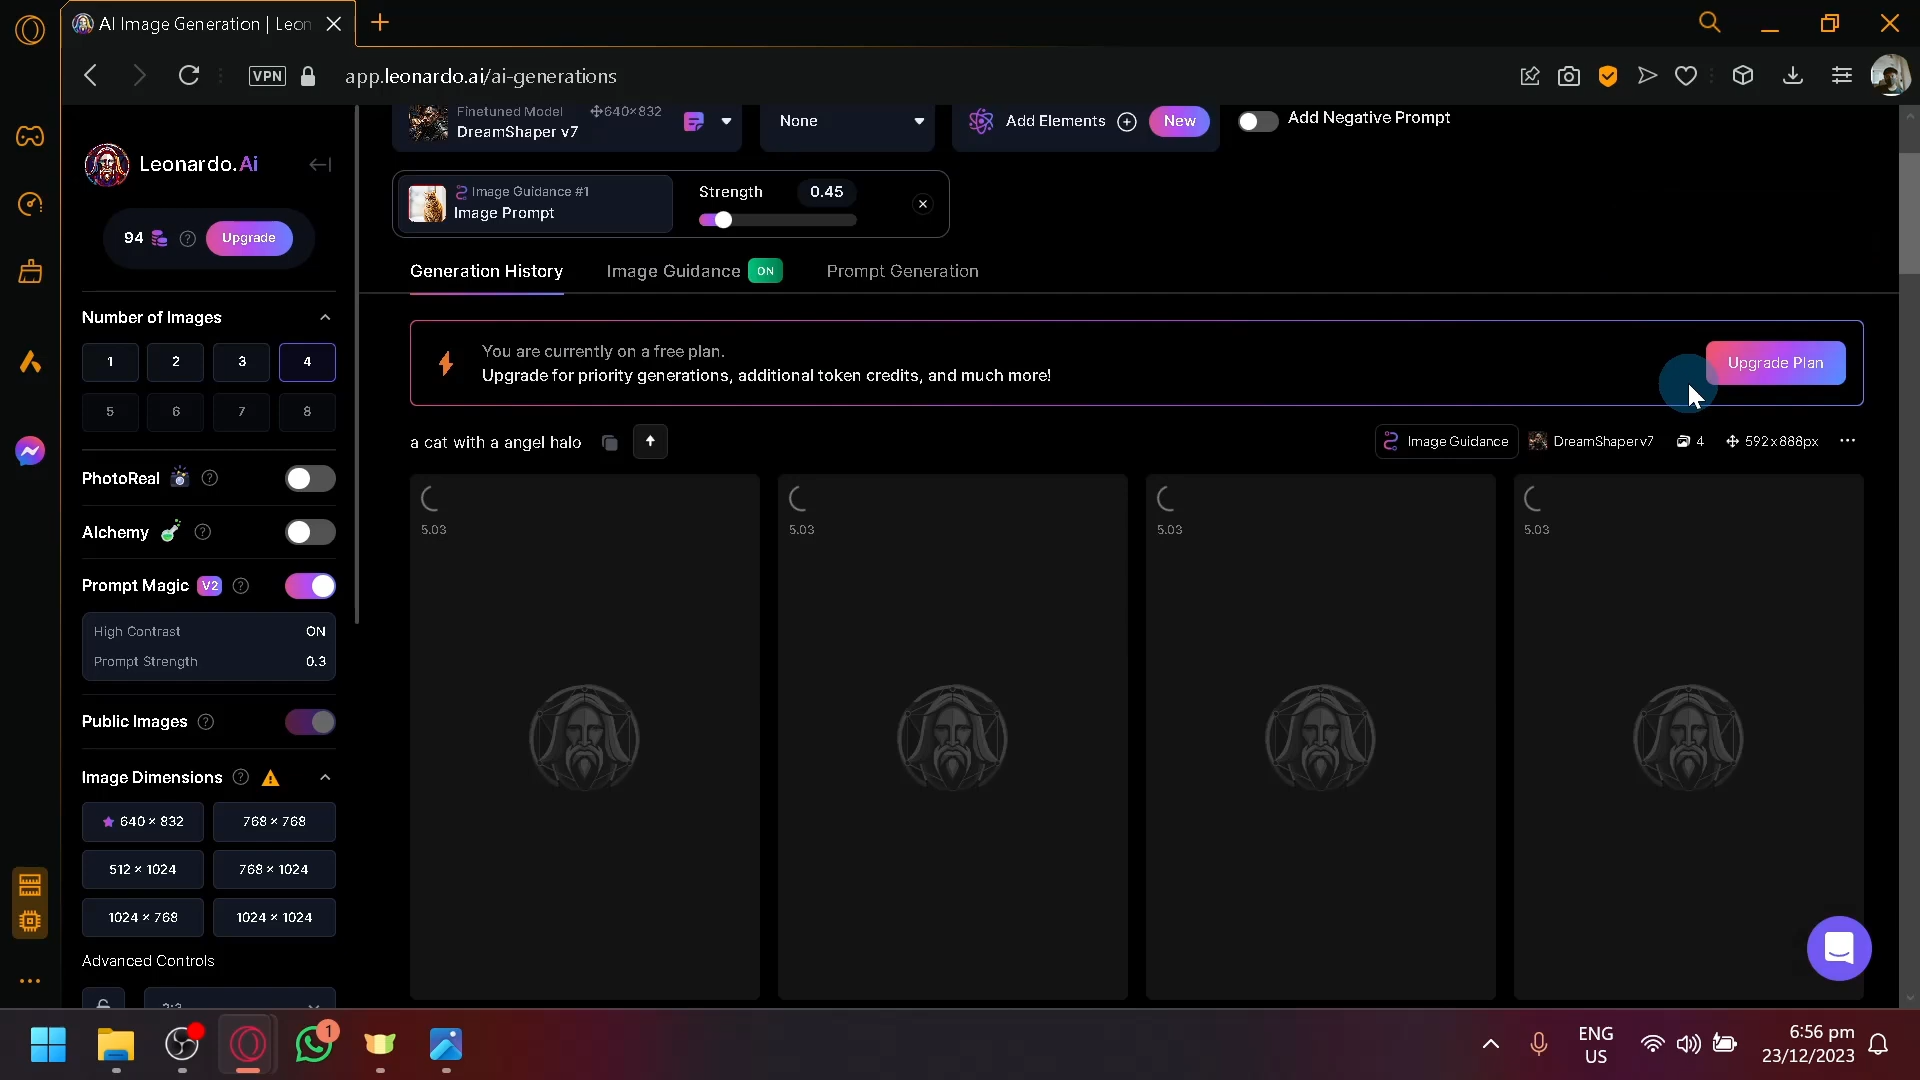 AI Image Generation | Leon
VPN
app.leonardo.ai/ai-generations
Leonardo.Ai
94
Upgrade
Number of Images
1 2 3 4
5 6 7 8
PhotoReal
Alchemy
Prompt Magic V2
High Contrast ON
Prompt Strength 0.3
Public Images
Image Dimensions
640 × 832 768 × 768
512 × 1024 768 × 1024
1024 × 768 1024 × 1024
Advanced Controls
2:3
Finetuned Model 640×832
DreamShaper v7
None
Add Elements New
Add Negative Prompt
Image Guidance #1
Image Prompt
Strength 0.45
Generation History
Image Guidance ON
Prompt Generation
You are currently on a free plan.
Upgrade for priority generations, additional token credits, and much more!
Upgrade Plan
a cat with a angel halo
Image Guidance
DreamShaper v7
4
592x888px
5.03
5.03
5.03
5.03
1
ENG
US
6:56 pm
23/12/2023